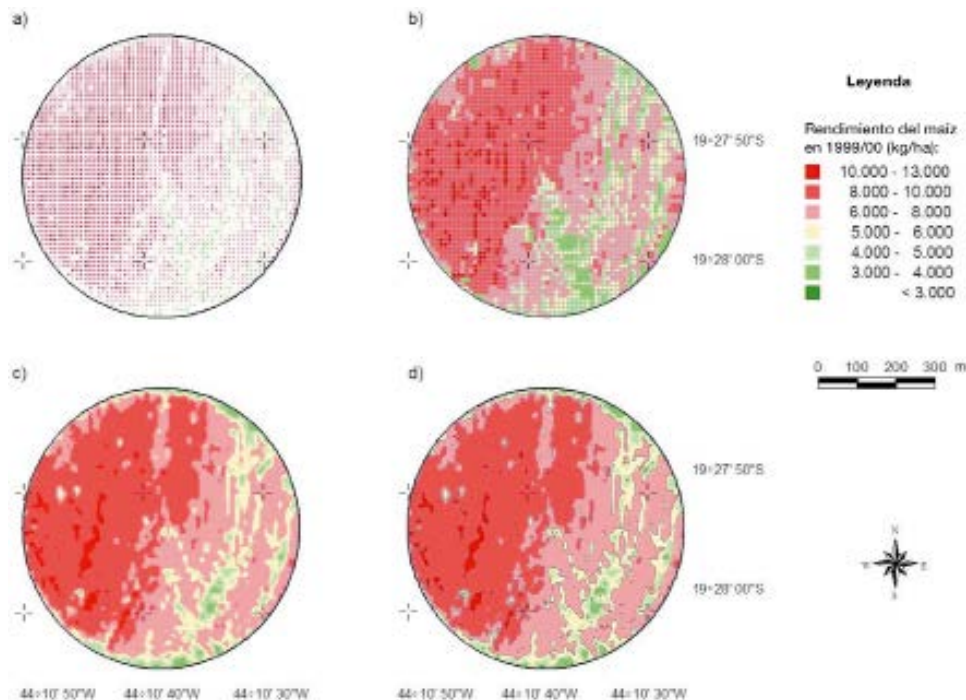 a)
b)
Leyenda
Rendimiento del maíz
en 1999/00 (kg/ha):
10.000 - 13.000
8.000 - 10.000
6.000 - 8.000
5.000 - 6.000
4.000 - 5.000
3.000 - 4.000
< 3.000
19÷27' 50"S
19÷28' 00"S
c)
d)
0 100 200 300 m
19÷27' 50"S
19÷28' 00"S
N
E
44÷10' 50"W 44÷10' 40"W 44÷10' 30"W
44÷10' 50"W 44÷10' 40"W 44÷10' 30"W